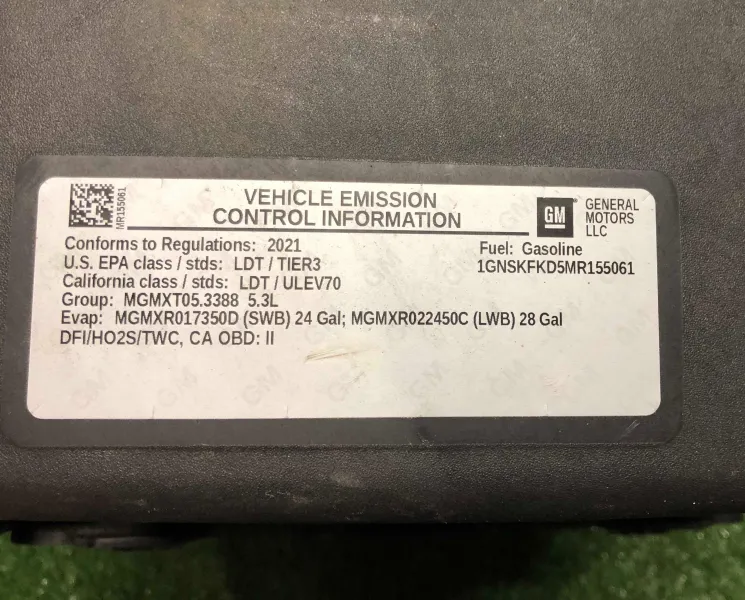 MR155061
VEHICLE EMISSION
CONTROL INFORMATION
GM
GENERAL
MOTORS
LLC
Conforms to Regulations: 2021
Fuel: Gasoline
U.S. EPA class / stds: LDT / TIER3
1GNSKFKD5MR155061
California class / stds: LDT / ULEV70
Group: MGMXT05.3388 5.3L
Evap: MGMXR017350D (SWB) 24 Gal; MGMXR022450C (LWB) 28 Gal
DFI/HO2S/TWC, CA OBD: II